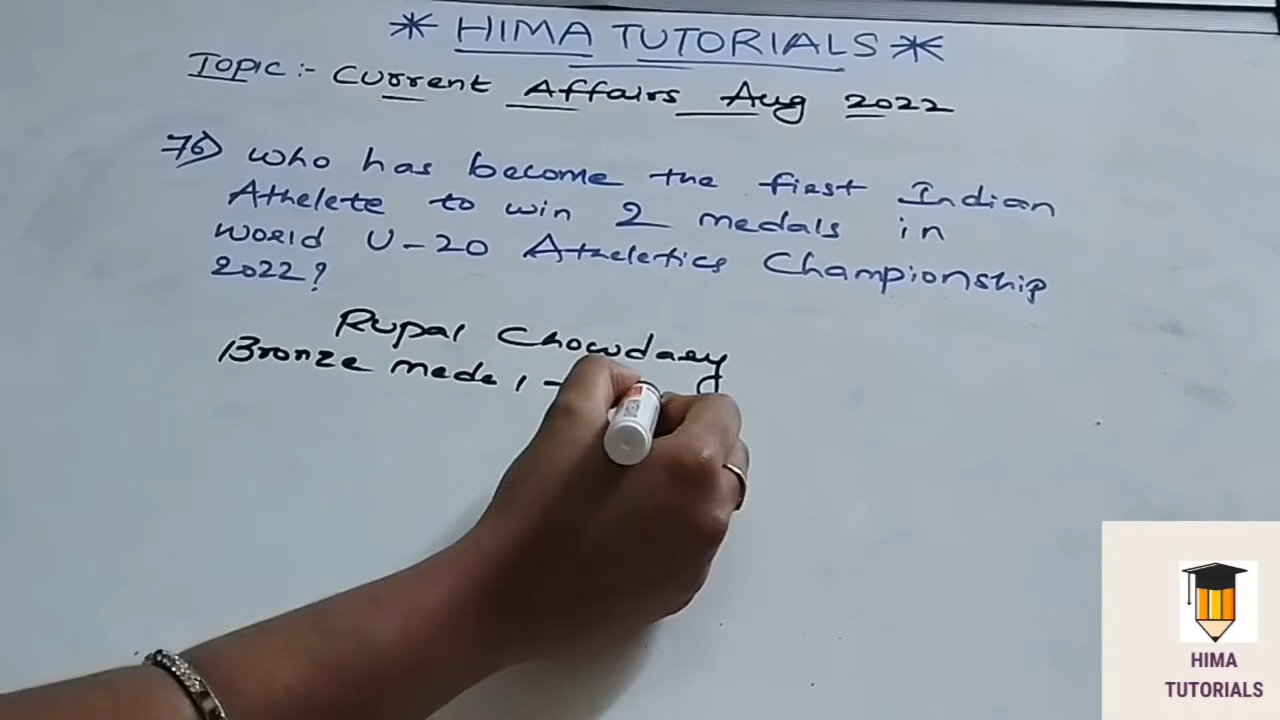 * HIMA TUTORIALS *
Topic:- Current Affairs Aug 2022
76) Who has become the first Indian
Athelete to win 2 medals in
World U-20 Atheletics Championship
2022?
Rupal Chowdary
Bronze medal -
HIMA
TUTORIALS